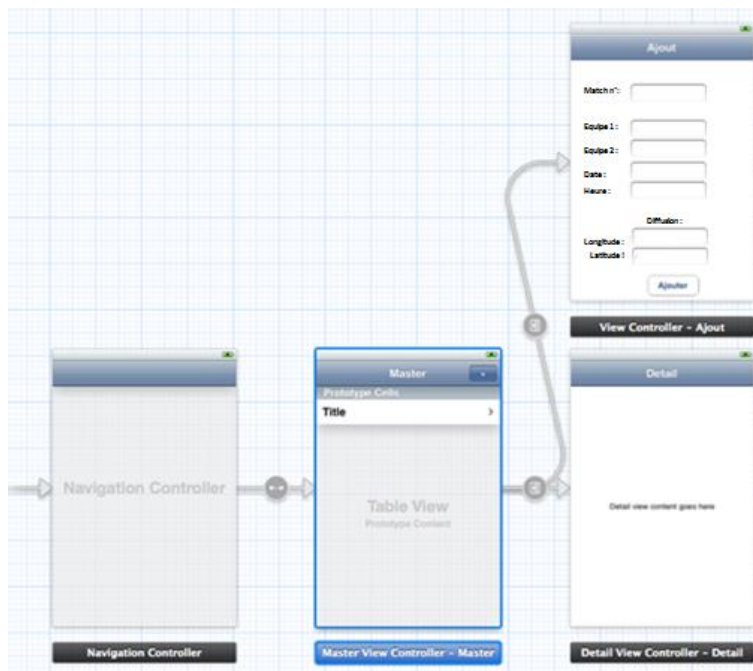 Ajout
Match n°:
Equipe 1 :
Equipe 2 :
Date :
Heure :
Diffusion :
Longitude :
Latitude :
Ajouter
View Controller - Ajout
Navigation Controller
Navigation Controller
Master
Prototype Cells
Title
Table View
Prototype Content
Master View Controller - Master
Detail
Detail view content goes here
Detail View Controller - Detail